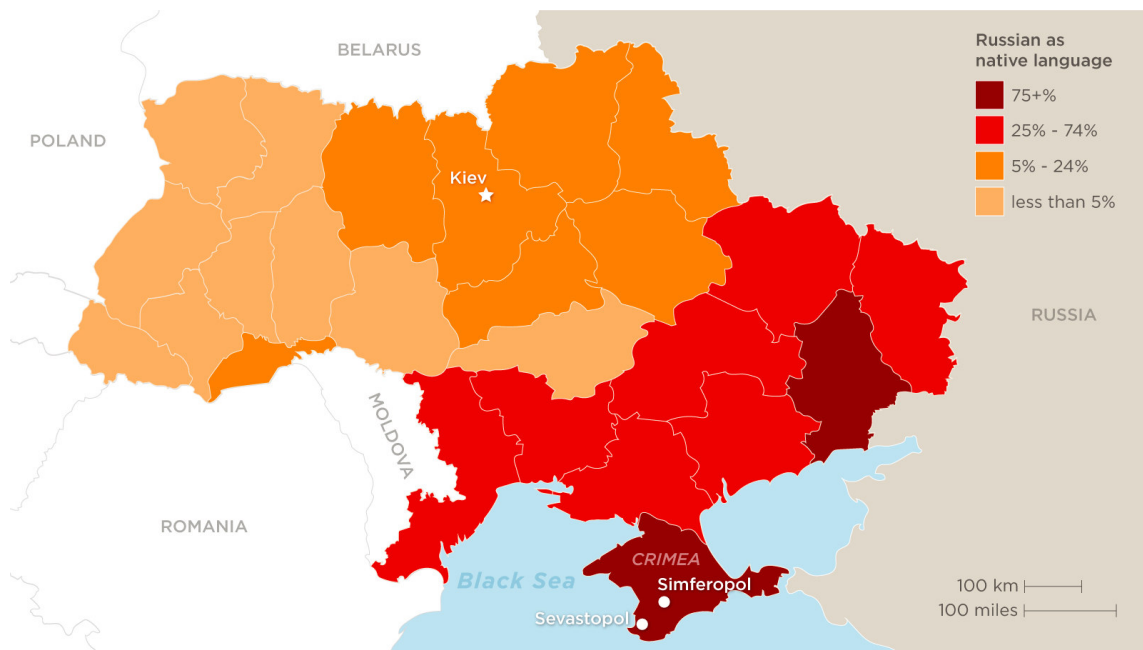 BELARUS
POLAND
Kiev
Russian as
native language
75+%
25% - 74%
5% - 24%
less than 5%
RUSSIA
MOLDOVA
ROMANIA
Black Sea
CRIMEA
Simferopol
Sevastopol
100 km
100 miles